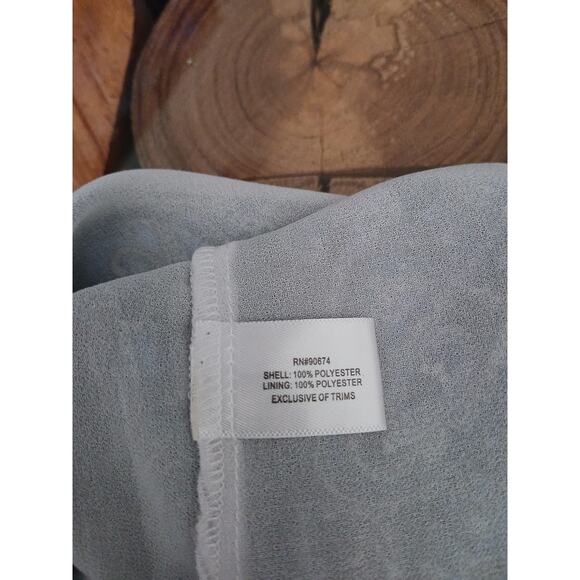 RN#90674
SHELL: 100% POLYESTER
LINING: 100% POLYESTER
EXCLUSIVE OF TRIMS